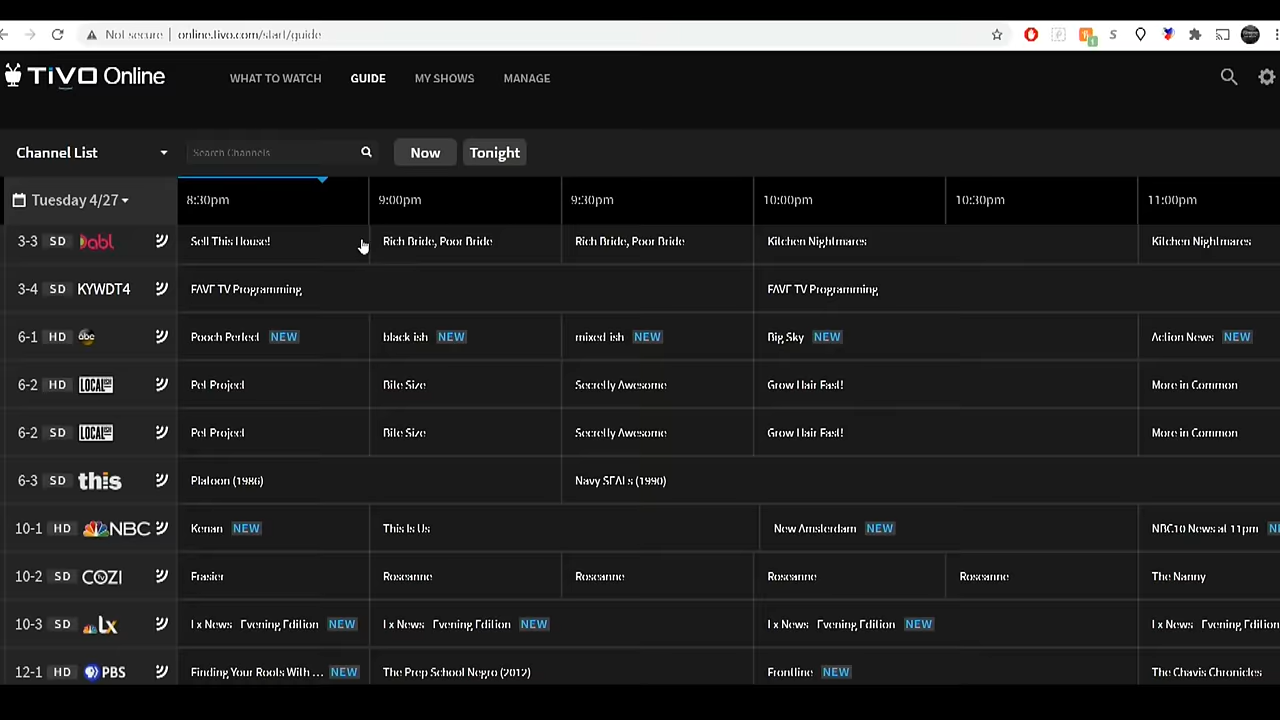 Not secure | online.tivo.com/start/guide
TiVo Online WHAT TO WATCH GUIDE MY SHOWS MANAGE
Channel List Search Channels Now Tonight
Tuesday 4/27 8:30pm 9:00pm 9:30pm 10:00pm 10:30pm 11:00pm
3-3 SD Dabl Sell This House! Rich Bride, Poor Bride Rich Bride, Poor Bride Kitchen Nightmares Kitchen Nightmares
3-4 SD KYWDT4 FAVE TV Programming FAVE TV Programming
6-1 HD abc Pooch Perfect NEW black-ish NEW mixed-ish NEW Big Sky NEW Action News NEW
6-2 HD LOCALISH Pet Project Bite Size Secretly Awesome Grow Hair Fast! More in Common
6-2 SD LOCALISH Pet Project Bite Size Secretly Awesome Grow Hair Fast! More in Common
6-3 SD this Platoon (1986) Navy SEALs (1990)
10-1 HD NBC Kenan NEW This Is Us New Amsterdam NEW NBC10 News at 11pm
10-2 SD COZI Frasier Roseanne Roseanne Roseanne Roseanne The Nanny
10-3 SD Lx Lx News Evening Edition NEW Lx News Evening Edition NEW Lx News Evening Edition NEW Lx News Evening Edition
12-1 HD PBS Finding Your Roots With ... NEW The Prep School Negro (2012) Frontline NEW The Chavis Chronicles